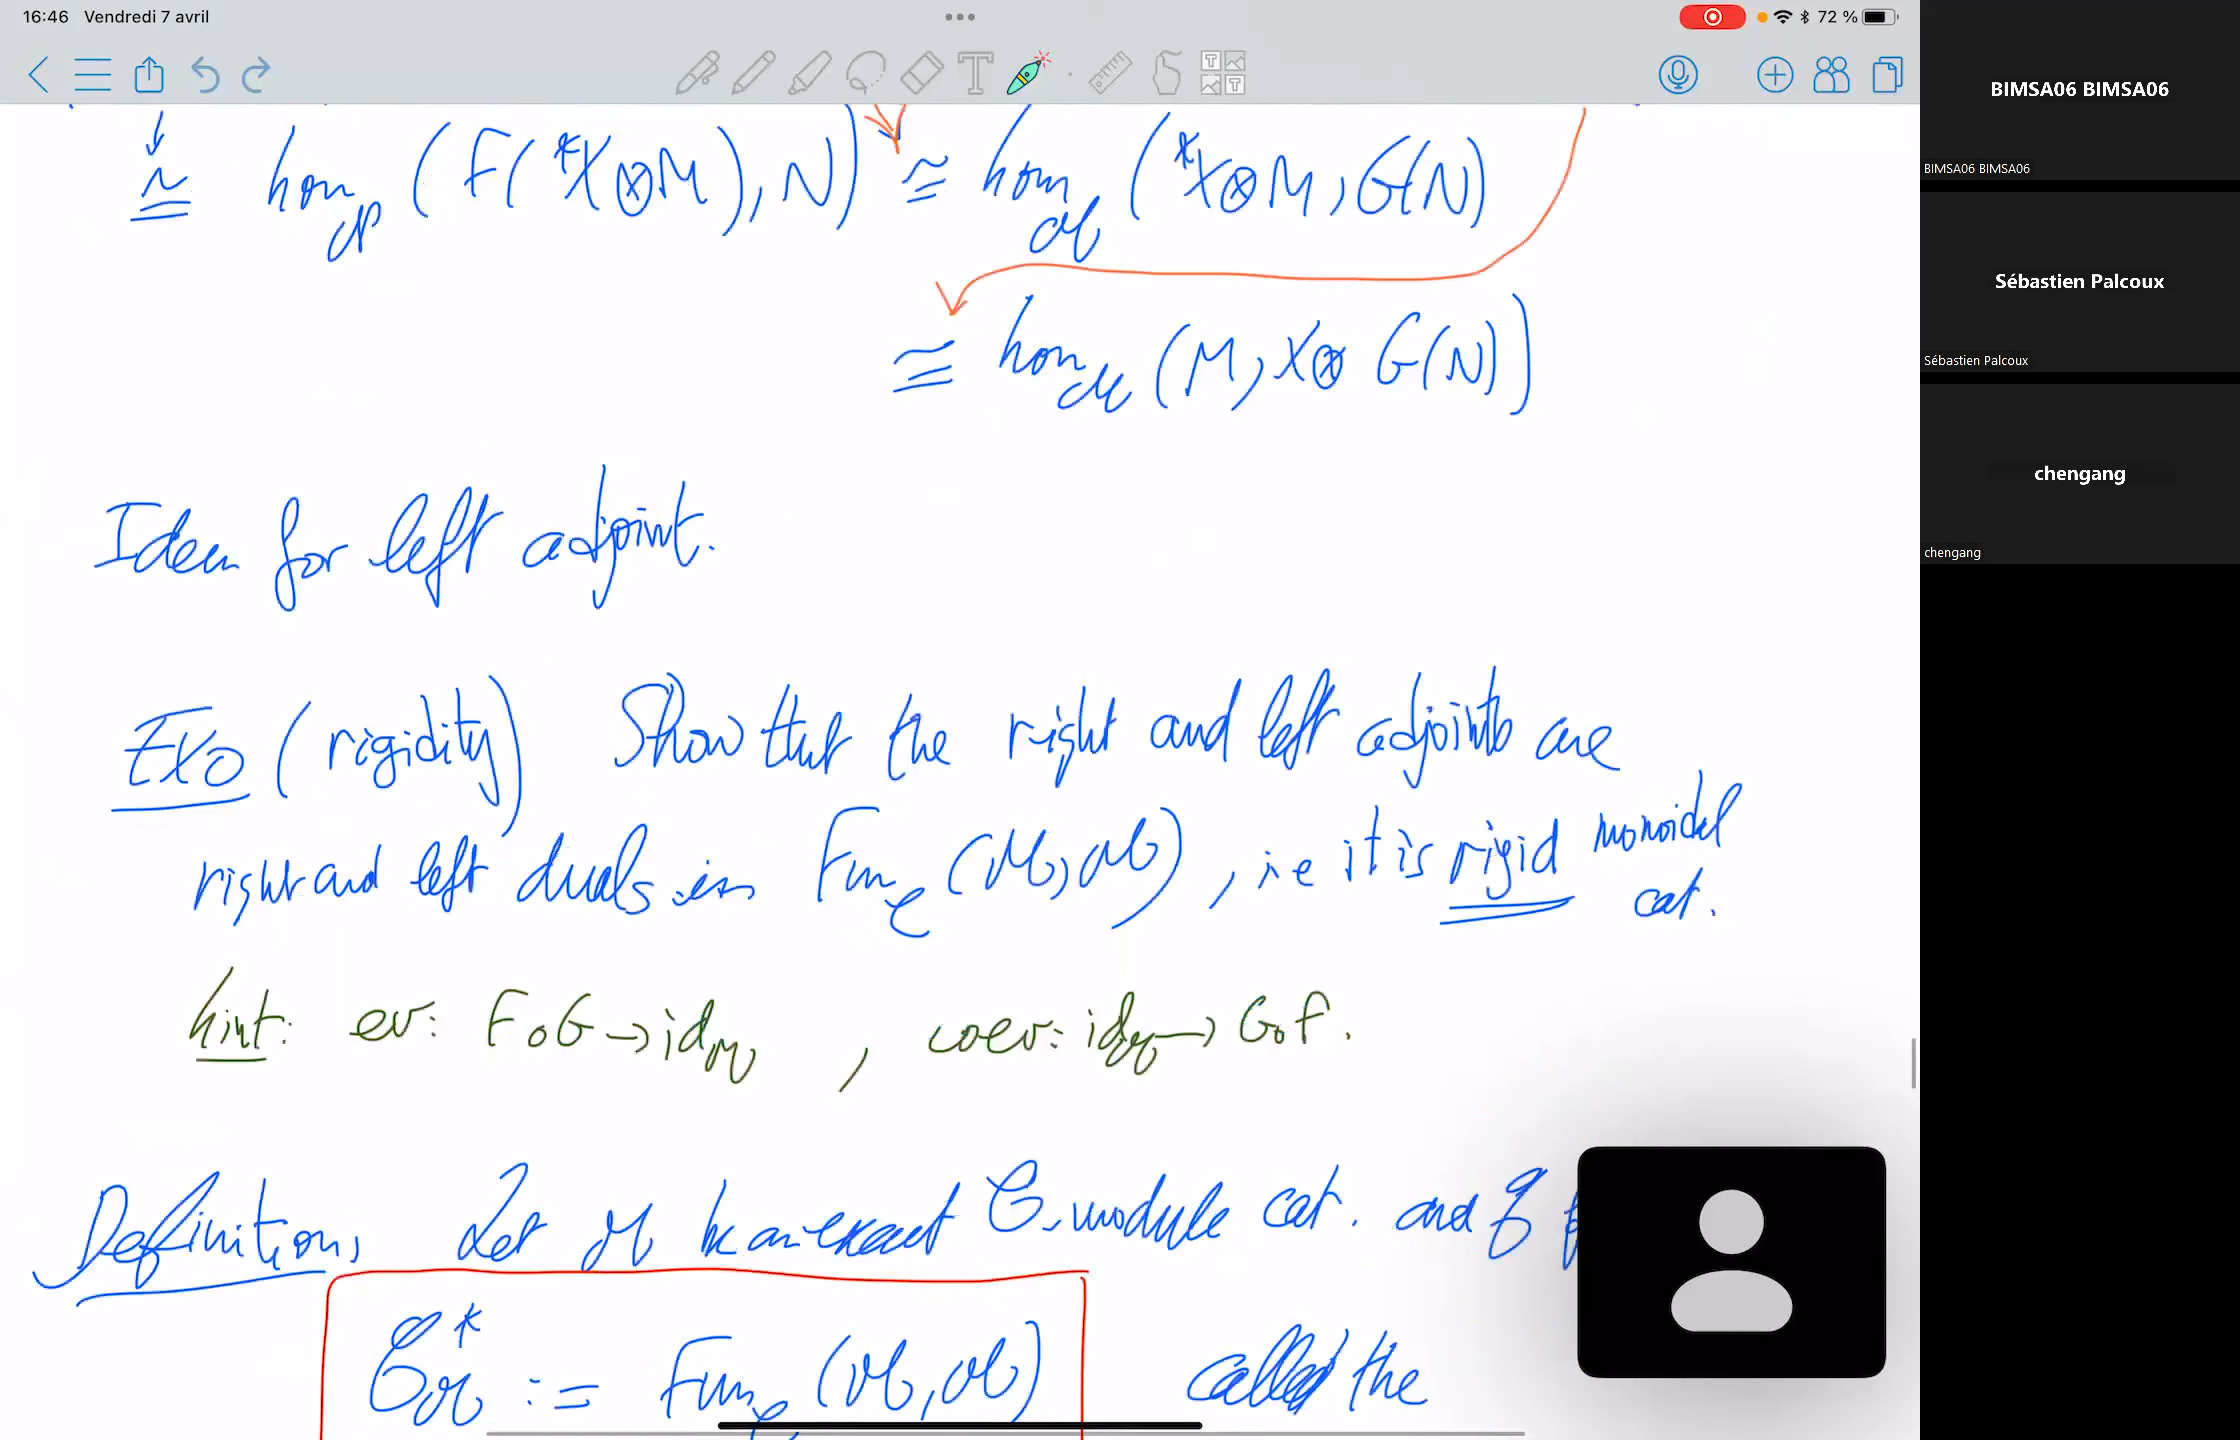 16:46 Vendredi 7 avril
72 %
≅ hom_𝒩 (F(*X⊗M), N) ≅ hom_ℳ (*X⊗M, G(N))
≅ hom_ℳ (M, X⊗G(N))
Idem for left adjoint.
EXO (rigidity) Show that the right and left adjoints are
right and left duals in Fun_𝒞 (ℳ, ℳ), i.e it is rigid monoidal
cat.
hint: ev: F∘G → id_ℳ , coev: id_ℳ → G∘F.
Definition, Let ℳ be an exact 𝒞-module cat. and
𝒞*_ℳ := Fun_𝒞 (ℳ, ℳ) called the
BIMSA06 BIMSA06
BIMSA06 BIMSA06
Sébastien Palcoux
Sébastien Palcoux
chengang
chengang